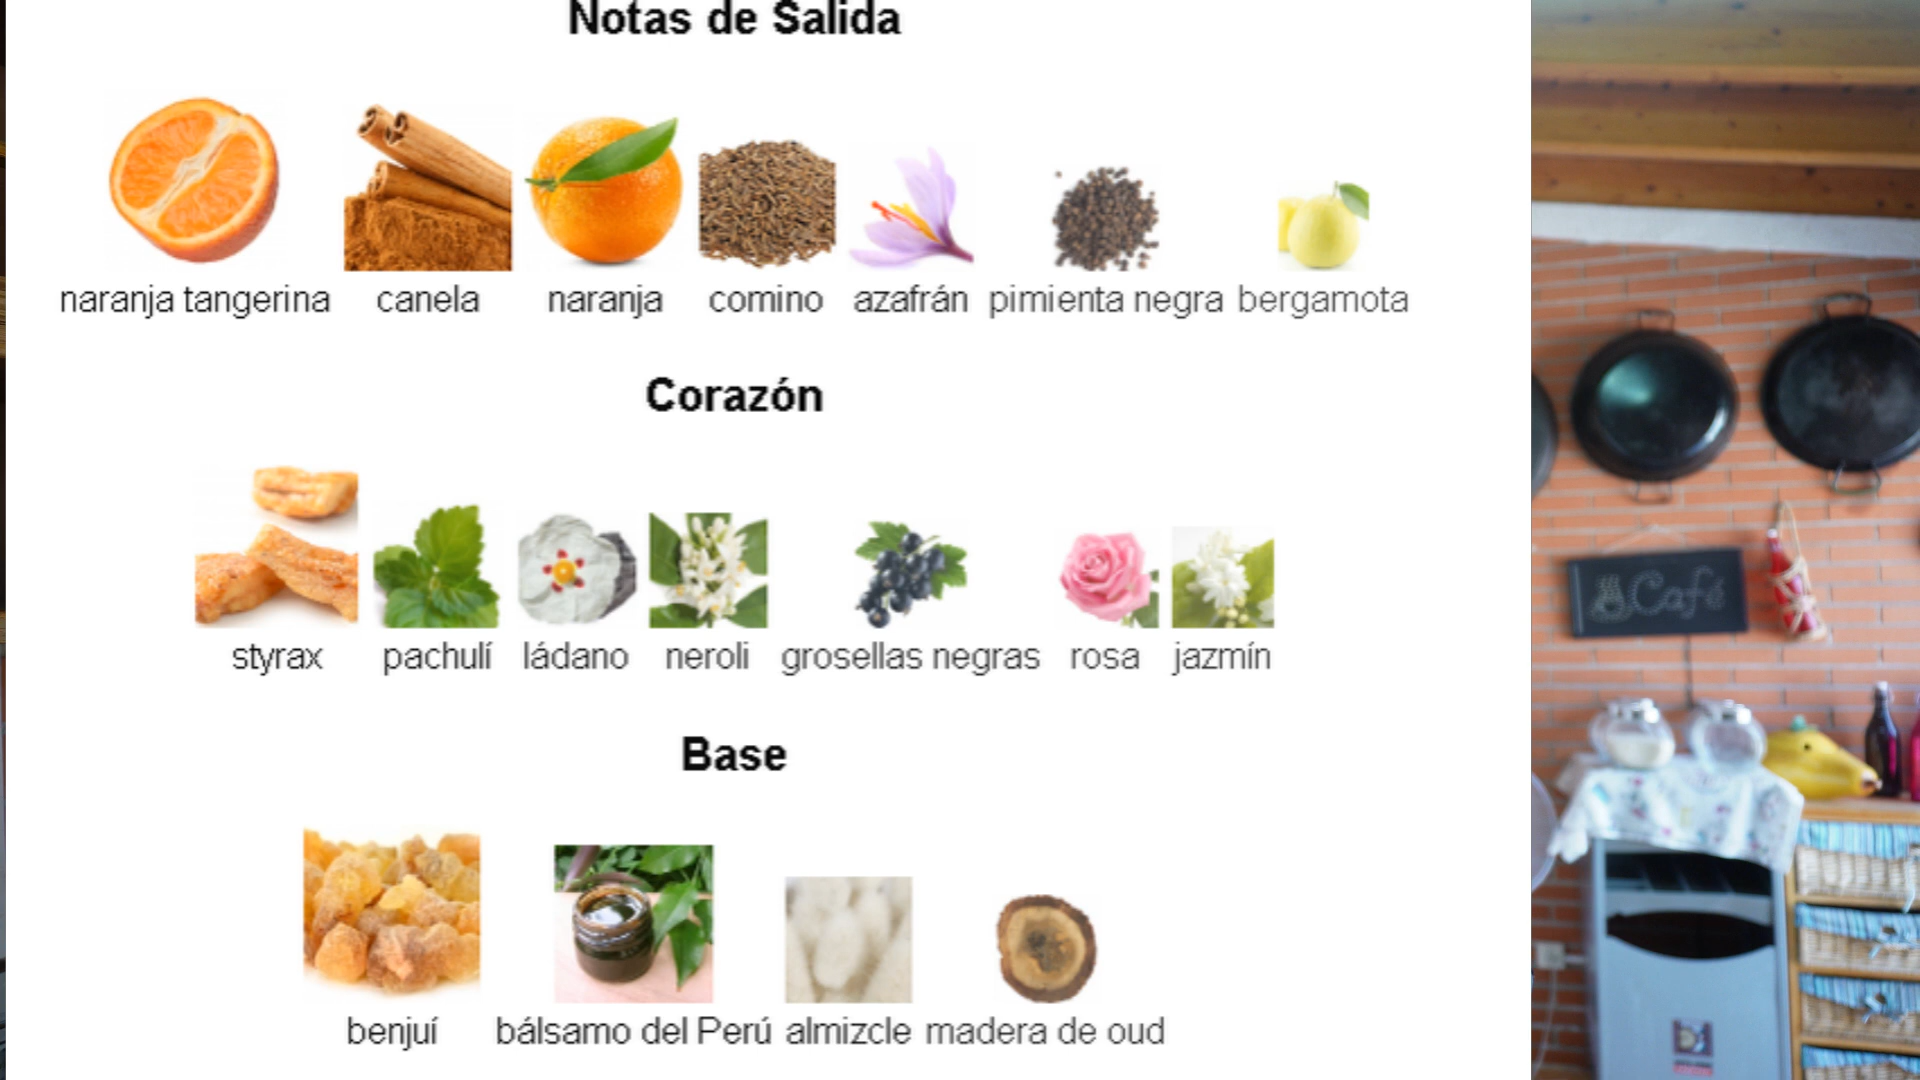 Notas de Salida
naranja tangerina canela naranja comino azafrán pimienta negra bergamota
Corazón
styrax pachulí ládano neroli grosellas negras rosa jazmín
Base
benjuí bálsamo del Perú almizcle madera de oud
Café